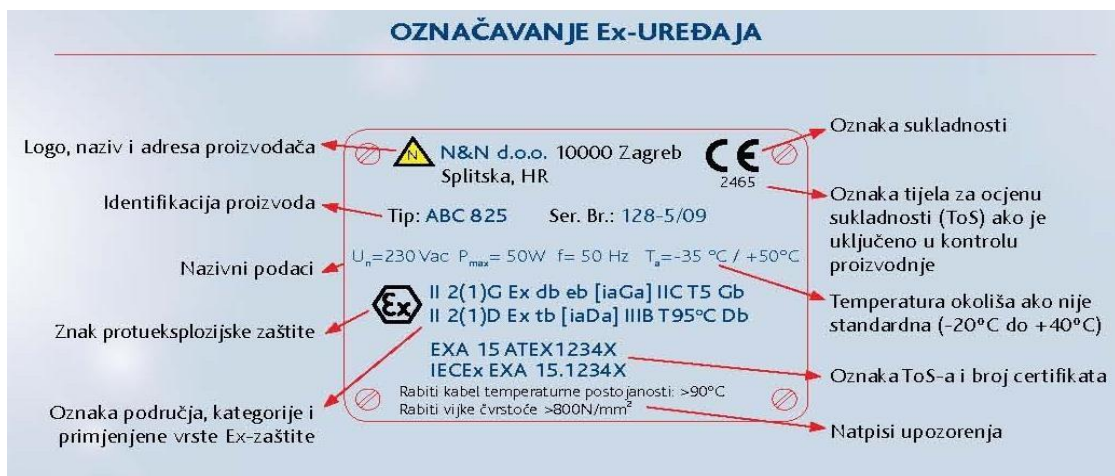 OZNAČAVANJE Ex-UREĐAJA
Logo, naziv i adresa proizvođača
Identifikacija proizvoda
Nazivni podaci
Znak protueksplozijske zaštite
Oznaka područja, kategorije i
primjenjene vrste Ex-zaštite
N
N&N d.o.o. 10000 Zagreb
Splitska, HR
CE
2465
Tip: ABC 825 Ser. Br.: 128-5/09
Un=230 Vac Pmax= 50W f= 50 Hz Ta=-35 °C / +50°C
Ex
II 2(1)G Ex db eb [iaGa] IIC T5 Gb
II 2(1)D Ex tb [iaDa] IIIB T95°C Db
EXA 15 ATEX1234X
IECEx EXA 15.1234X
Rabiti kabel temperaturne postojanosti: >90°C
Rabiti vijke čvrstoće >800N/mm²
Oznaka sukladnosti
Oznaka tijela za ocjenu
sukladnosti (ToS) ako je
uključeno u kontrolu
proizvodnje
Temperatura okoliša ako nije
standardna (-20°C do +40°C)
Oznaka ToS-a i broj certifikata
Natpisi upozorenja